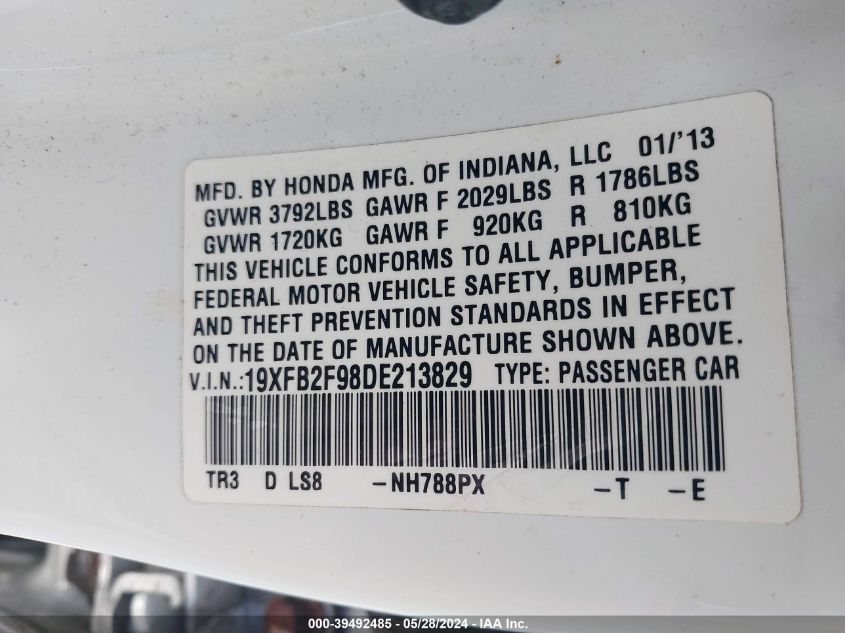 MFD. BY HONDA MFG. OF INDIANA, LLC 01/'13
GVWR 3792LBS GAWR F 2029LBS R 1786LBS
GVWR 1720KG GAWR F 920KG R 810KG
THIS VEHICLE CONFORMS TO ALL APPLICABLE
FEDERAL MOTOR VEHICLE SAFETY, BUMPER,
AND THEFT PREVENTION STANDARDS IN EFFECT
ON THE DATE OF MANUFACTURE SHOWN ABOVE.
V.I.N.:19XFB2F98DE213829 TYPE: PASSENGER CAR
TR3 D LS8 -NH788PX -T -E
000-39492485 - 05/28/2024 - IAA Inc.